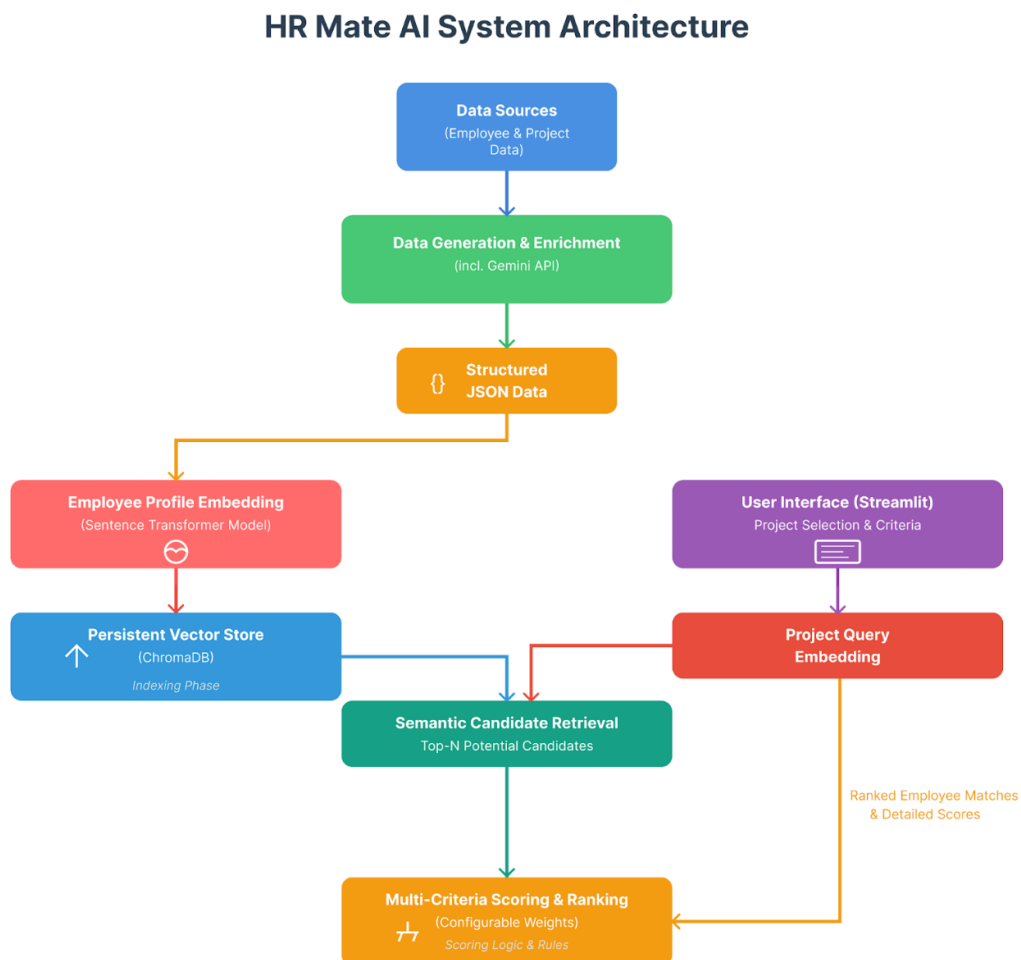 HR Mate AI System Architecture
Data Sources
(Employee & Project
Data)
Data Generation & Enrichment
(incl. Gemini API)
{}
Structured
JSON Data
Employee Profile Embedding
(Sentence Transformer Model)
User Interface (Streamlit)
Project Selection & Criteria
Persistent Vector Store
(ChromaDB)
Indexing Phase
Project Query
Embedding
Semantic Candidate Retrieval
Top-N Potential Candidates
Ranked Employee Matches
& Detailed Scores
Multi-Criteria Scoring & Ranking
(Configurable Weights)
Scoring Logic & Rules